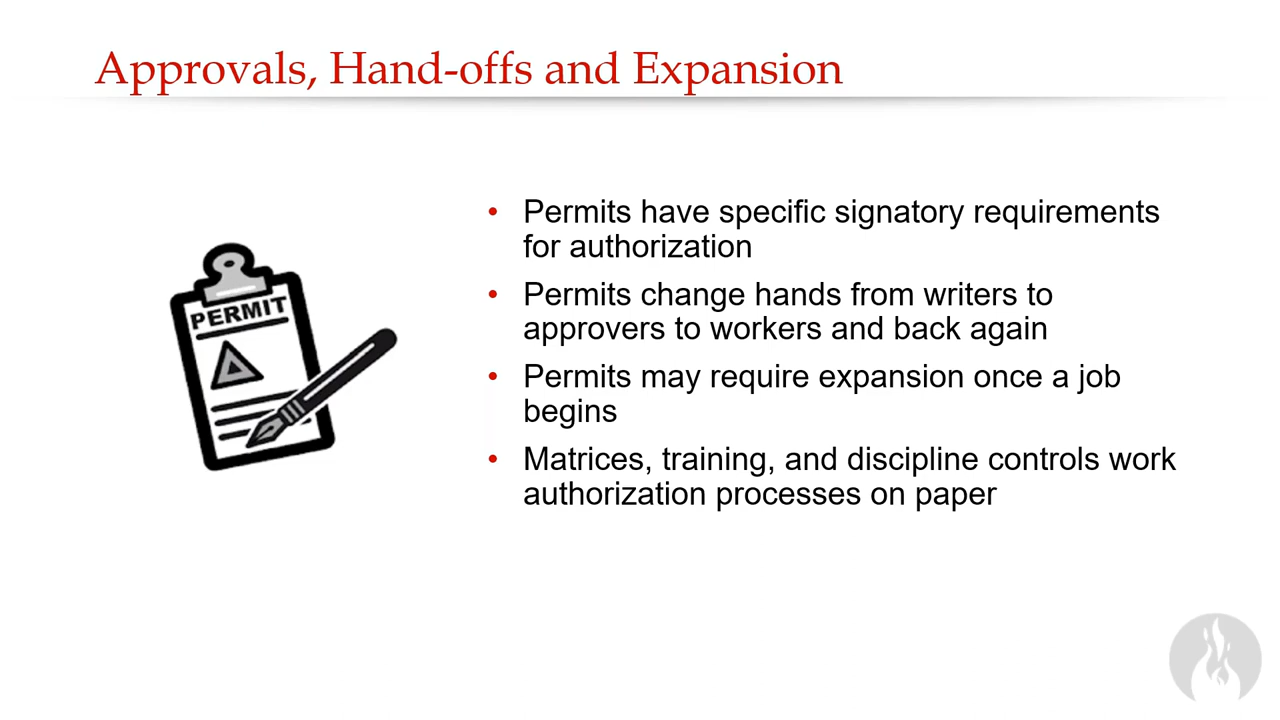 Approvals, Hand-offs and Expansion
PERMIT
• Permits have specific signatory requirements
for authorization
• Permits change hands from writers to
approvers to workers and back again
• Permits may require expansion once a job
begins
• Matrices, training, and discipline controls work
authorization processes on paper